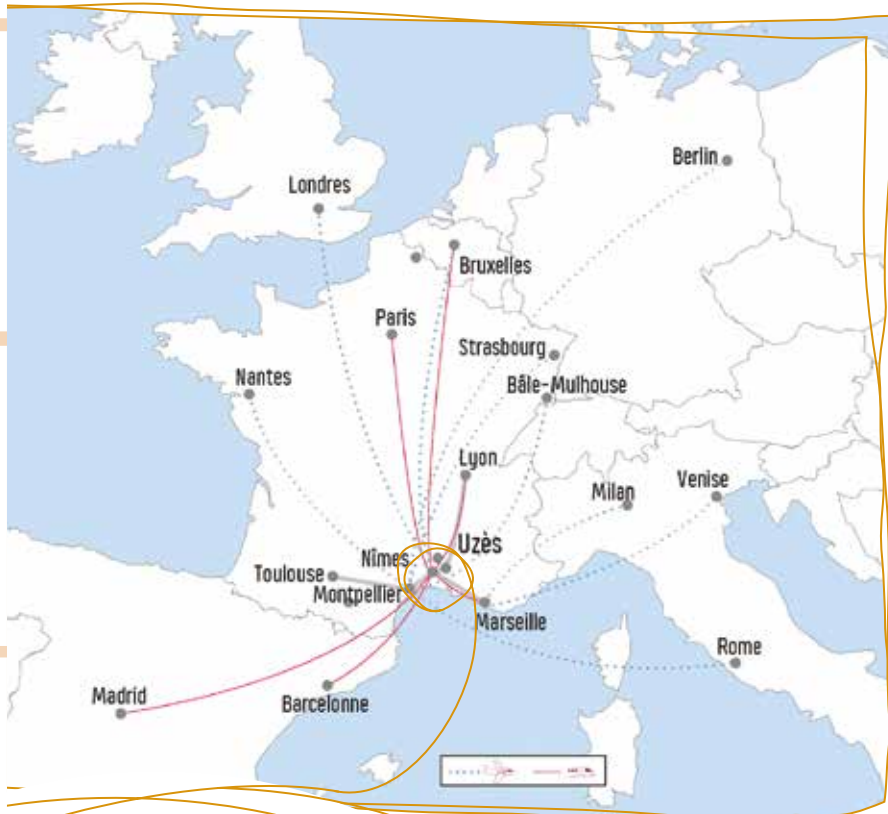 Berlin
Londres
Bruxelles
Paris
Strasbourg
Nantes
Bâle-Mulhouse
Lyon
Milan
Venise
Uzès
Nîmes
Toulouse
Montpellier
Marseille
Rome
Madrid
Barcelonne